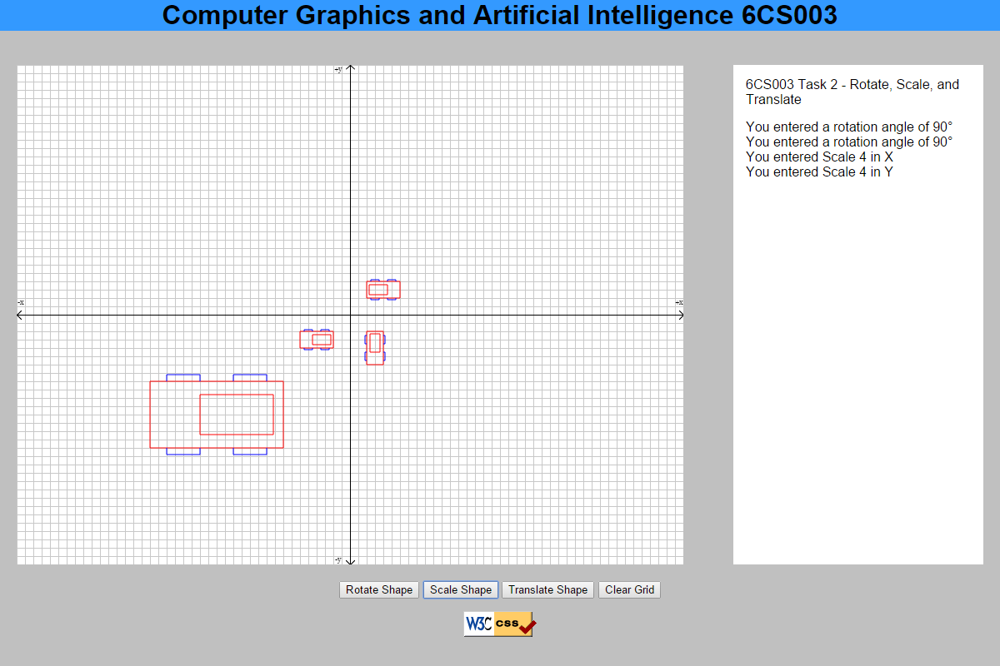 Computer Graphics and Artificial Intelligence 6CS003
+y
6CS003 Task 2 - Rotate, Scale, and
Translate
You entered a rotation angle of 90°
You entered a rotation angle of 90°
You entered Scale 4 in X
You entered Scale 4 in Y
-x
+x
-y
Rotate Shape
Scale Shape
Translate Shape
Clear Grid
W3C css